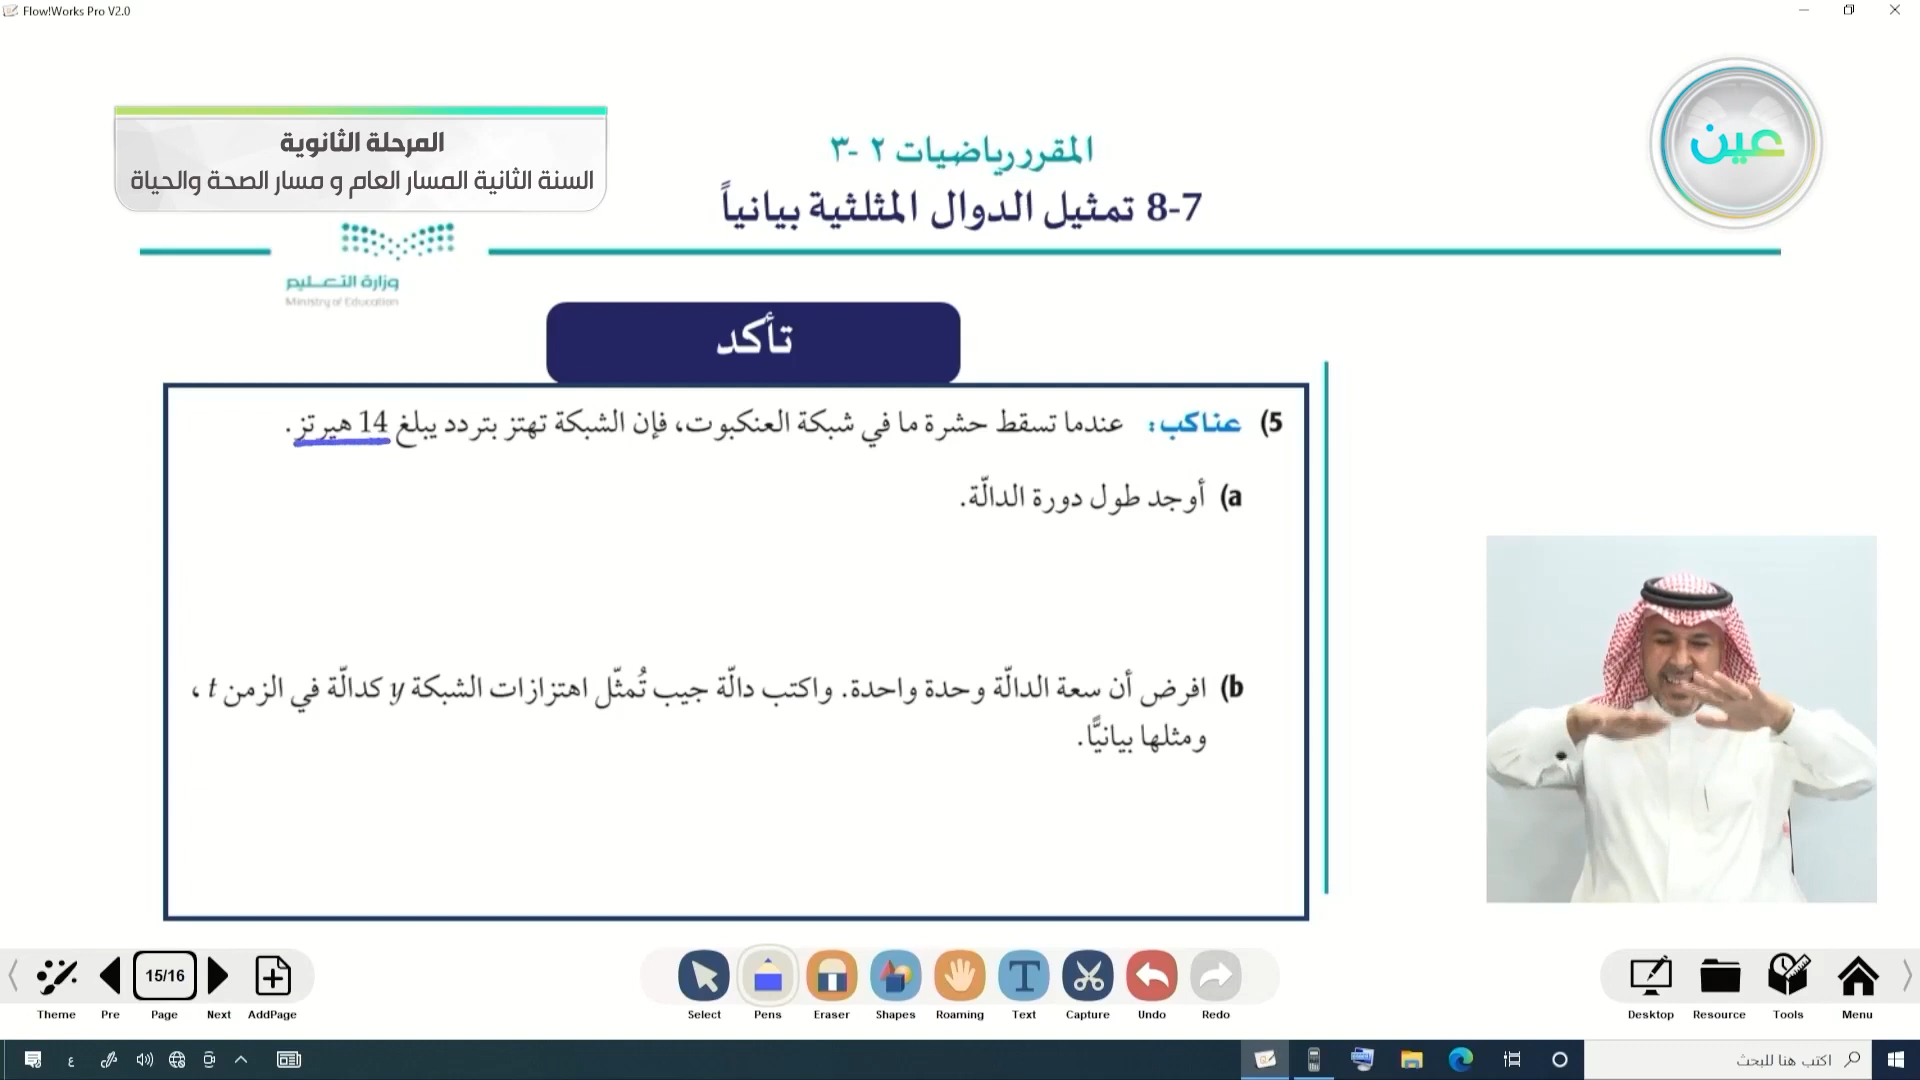 Flow!Works Pro V2.0
عين
المرحلة الثانوية
السنة الثانية المسار العام و مسار الصحة والحياة
المقرر رياضيات ٢ -٣
8-7 تمثيل الدوال المثلثية بيانياً
وزارة التعليم
Ministry of Education
تأكد
5) عناكب: عندما تسقط حشرة ما في شبكة العنكبوت، فإن الشبكة تهتز بتردد يبلغ 14 هيرتز.
a) أوجد طول دورة الدالّة.
b) افرض أن سعة الدالّة وحدة واحدة. واكتب دالّة جيب تُمثّل اهتزازات الشبكة y كدالّة في الزمن t،
ومثلها بيانيًّا.
15/16
Theme Pre Page Next AddPage
Select Pens Eraser Shapes Roaming Text Capture Undo Redo
Desktop Resource Tools Menu
ع
اكتب هنا للبحث